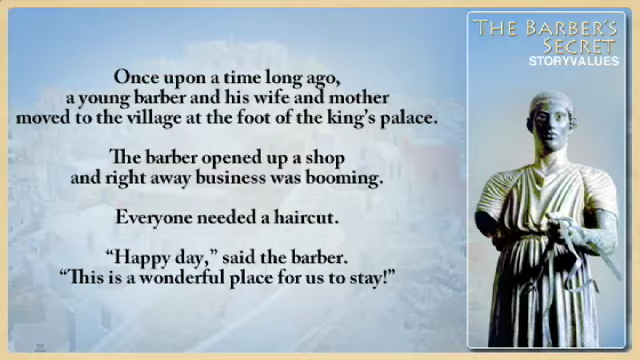 Once upon a time long ago,
a young barber and his wife and mother
moved to the village at the foot of the king's palace.
The barber opened up a shop
and right away business was booming.
Everyone needed a haircut.
“Happy day,” said the barber.
“This is a wonderful place for us to stay!”
The Barber's
Secret
STORYVALUES